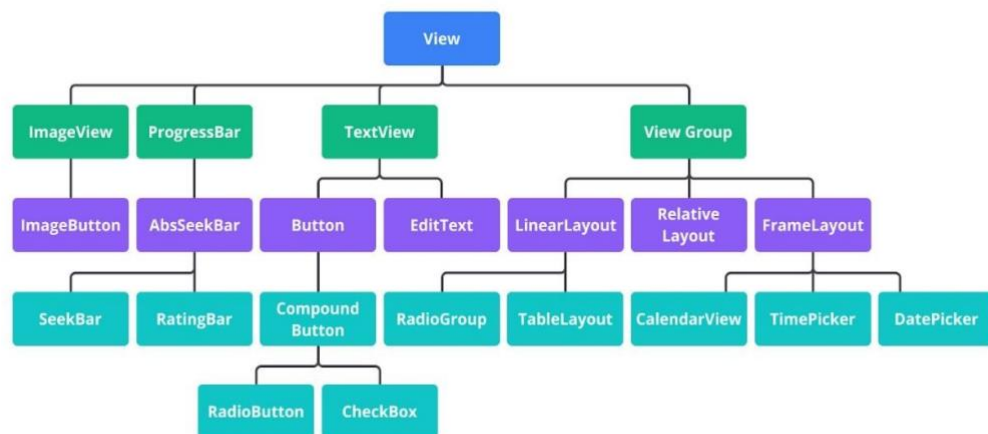 View
ImageView
ProgressBar
TextView
View Group
ImageButton
AbsSeekBar
Button
EditText
LinearLayout
Relative
Layout
FrameLayout
SeekBar
RatingBar
Compound
Button
RadioGroup
TableLayout
CalendarView
TimePicker
DatePicker
RadioButton
CheckBox